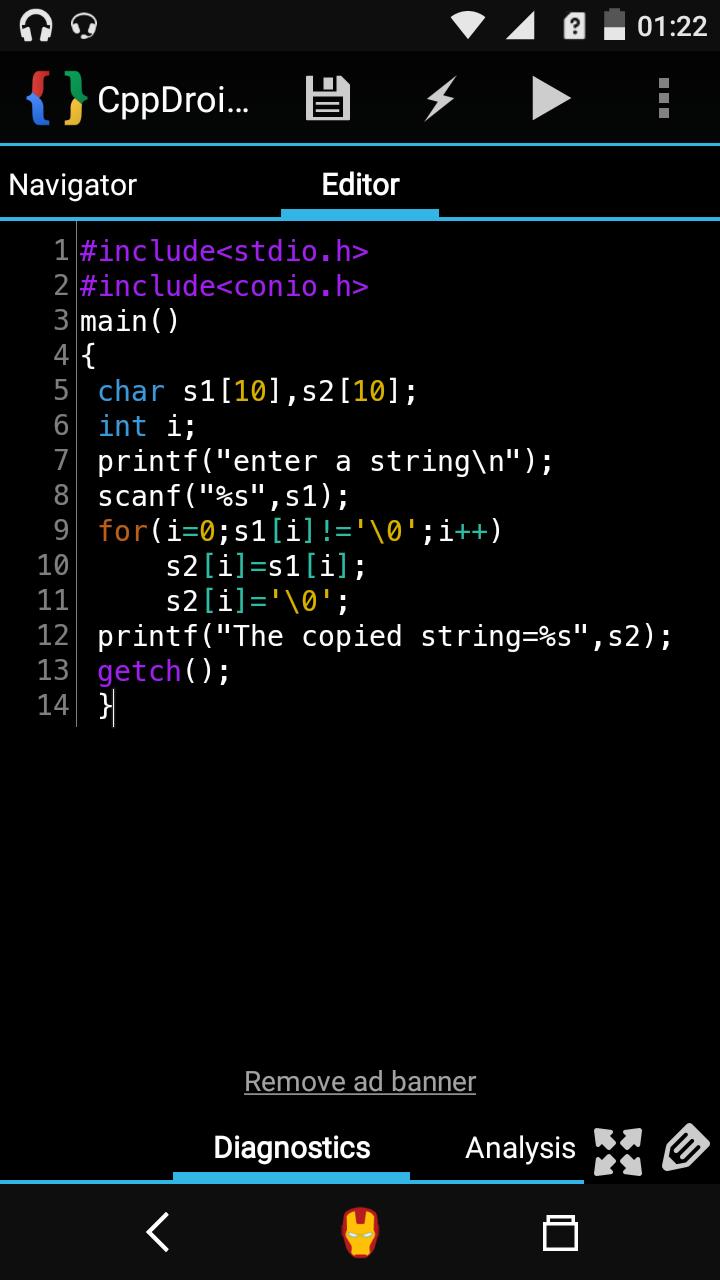 01:22
CppDroi...
Navigator Editor
1 #include<stdio.h>
2 #include<conio.h>
3 main()
4 {
5 char s1[10],s2[10];
6 int i;
7 printf("enter a string\n");
8 scanf("%s",s1);
9 for(i=0;s1[i]!='\0';i++)
10 s2[i]=s1[i];
11 s2[i]='\0';
12 printf("The copied string=%s",s2);
13 getch();
14 }
Remove ad banner
Diagnostics Analysis